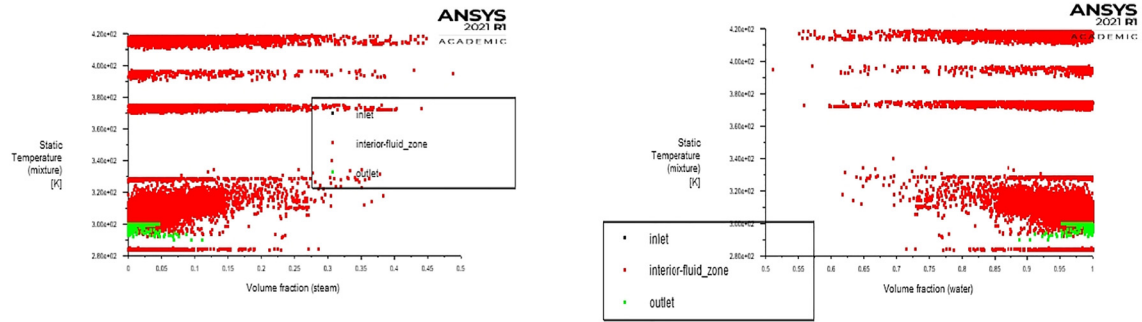 ANSYS
2021 R1
ACADEMIC
4.20e+02
4.00e+02
3.80e+02
3.60e+02
3.40e+02
3.20e+02
3.00e+02
2.80e+02
Static
Temperature
(mixture)
[K]
inlet
interior-fluid_zone
outlet
0
0.05
0.1
0.15
0.2
0.25
0.3
0.35
0.4
0.45
0.5
Volume fraction (steam)
ANSYS
2021 R1
ACADEMIC
4.20e+02
4.00e+02
3.80e+02
3.60e+02
3.40e+02
3.20e+02
3.00e+02
2.80e+02
Static
Temperature
(mixture)
[K]
inlet
interior-fluid_zone
outlet
0.5
0.55
0.6
0.65
0.7
0.75
0.8
0.85
0.9
0.95
1
Volume fraction (water)